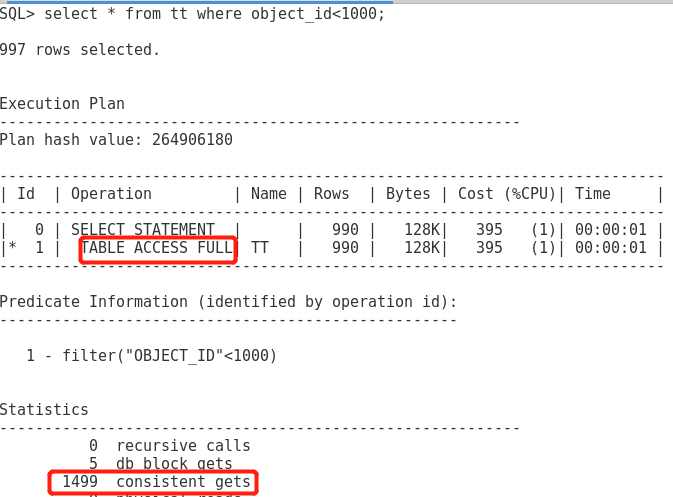 SQL> select * from tt where object_id<1000;
997 rows selected.
Execution Plan
----------------------------------------------------------
Plan hash value: 264906180
--------------------------------------------------------------------------
| Id  | Operation         | Name | Rows  | Bytes | Cost (%CPU)| Time     |
--------------------------------------------------------------------------
|   0 | SELECT STATEMENT  |      |   990 |   128K|   395   (1)| 00:00:01 |
|*  1 |  TABLE ACCESS FULL| TT   |   990 |   128K|   395   (1)| 00:00:01 |
--------------------------------------------------------------------------
Predicate Information (identified by operation id):
---------------------------------------------------
1 - filter("OBJECT_ID"<1000)
Statistics
----------------------------------------------------------
0  recursive calls
5  db block gets
1499  consistent gets